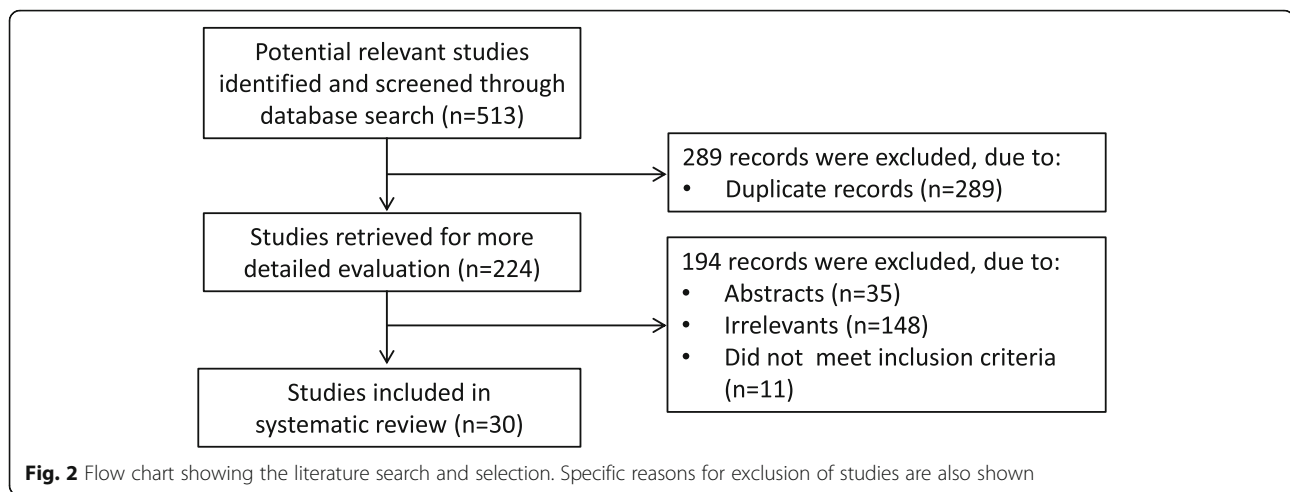 Potential relevant studies
identified and screened through
database search (n=513)
289 records were excluded, due to:
• Duplicate records (n=289)
Studies retrieved for more
detailed evaluation (n=224)
194 records were excluded, due to:
• Abstracts (n=35)
• Irrelevants (n=148)
• Did not meet inclusion criteria
(n=11)
Studies included in
systematic review (n=30)
Fig. 2 Flow chart showing the literature search and selection. Specific reasons for exclusion of studies are also shown